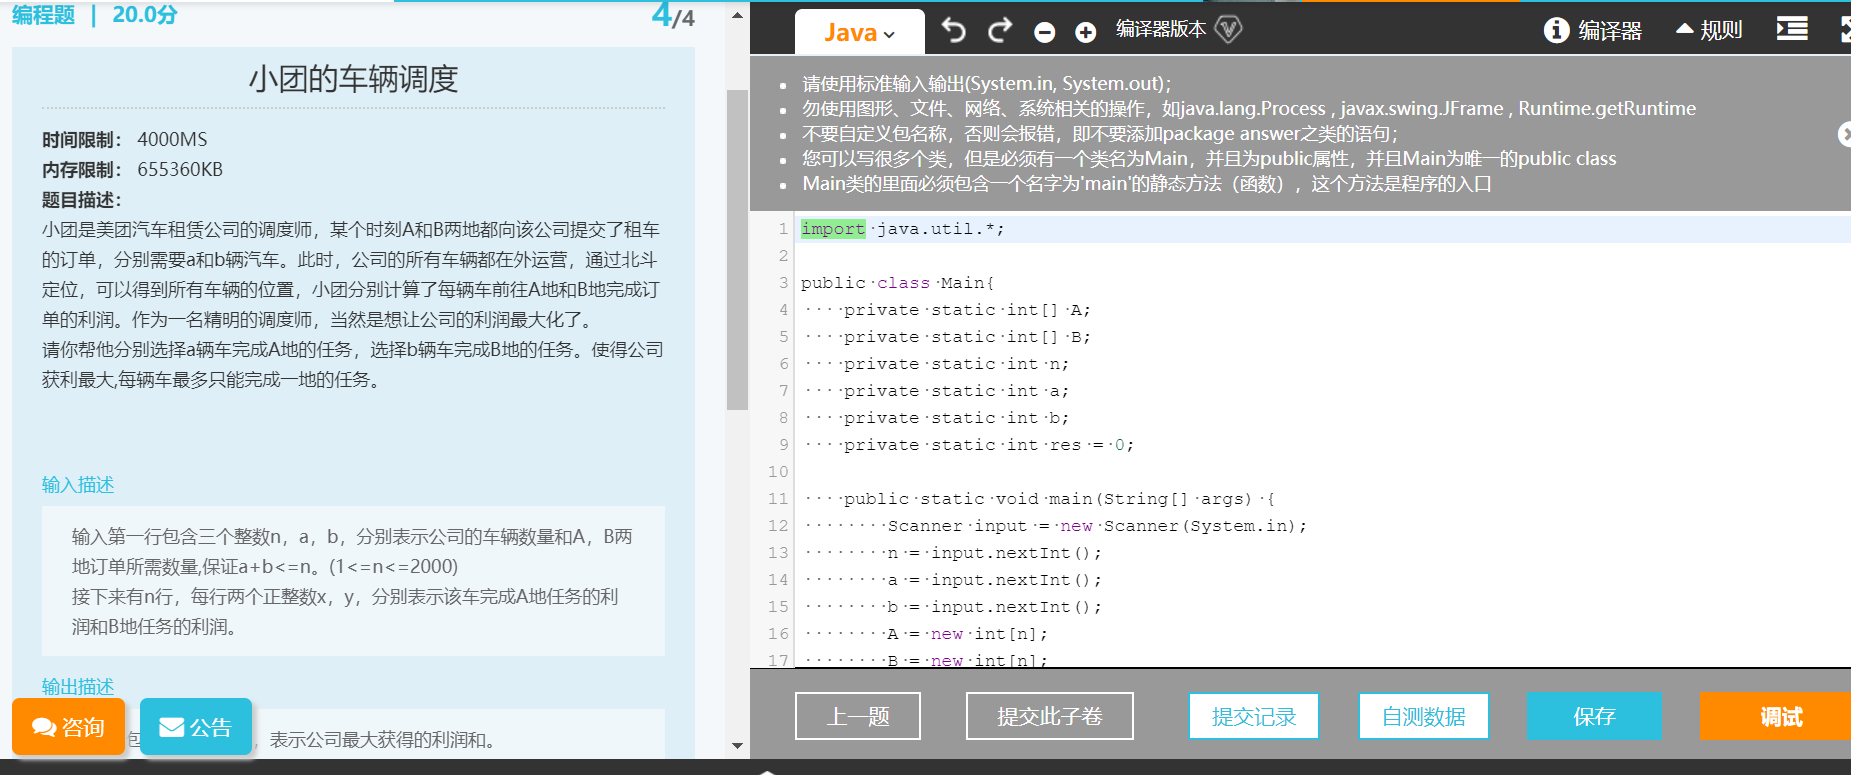 编程题 | 20.0分
4/4
小团的车辆调度
时间限制： 4000MS
内存限制： 655360KB
题目描述：
小团是美团汽车租赁公司的调度师，某个时刻A和B两地都向该公司提交了租车
的订单，分别需要a和b辆汽车。此时，公司的所有车辆都在外运营，通过北斗
定位，可以得到所有车辆的位置，小团分别计算了每辆车前往A地和B地完成订
单的利润。作为一名精明的调度师，当然是想让公司的利润最大化了。
请你帮他分别选择a辆车完成A地的任务，选择b辆车完成B地的任务。使得公司
获利最大,每辆车最多只能完成一地的任务。
输入描述
输入第一行包含三个整数n，a，b，分别表示公司的车辆数量和A，B两
地订单所需数量,保证a+b<=n。(1<=n<=2000)
接下来有n行，每行两个正整数x，y，分别表示该车完成A地任务的利
润和B地任务的利润。
输出描述
，表示公司最大获得的利润和。
咨询
公告
Java
编译器版本
编译器
规则
请使用标准输入输出(System.in, System.out)；
勿使用图形、文件、网络、系统相关的操作，如java.lang.Process , javax.swing.JFrame , Runtime.getRuntime
不要自定义包名称，否则会报错，即不要添加package answer之类的语句；
您可以写很多个类，但是必须有一个类名为Main，并且为public属性，并且Main为唯一的public class
Main类的里面必须包含一个名字为'main'的静态方法（函数），这个方法是程序的入口
1 import java.util.*;
2
3 public class Main{
4     private static int[] A;
5     private static int[] B;
6     private static int n;
7     private static int a;
8     private static int b;
9     private static int res = 0;
10
11     public static void main(String[] args) {
12         Scanner input = new Scanner(System.in);
13         n = input.nextInt();
14         a = input.nextInt();
15         b = input.nextInt();
16         A = new int[n];
17         B = new int[n];
上一题
提交此子卷
提交记录
自测数据
保存
调试